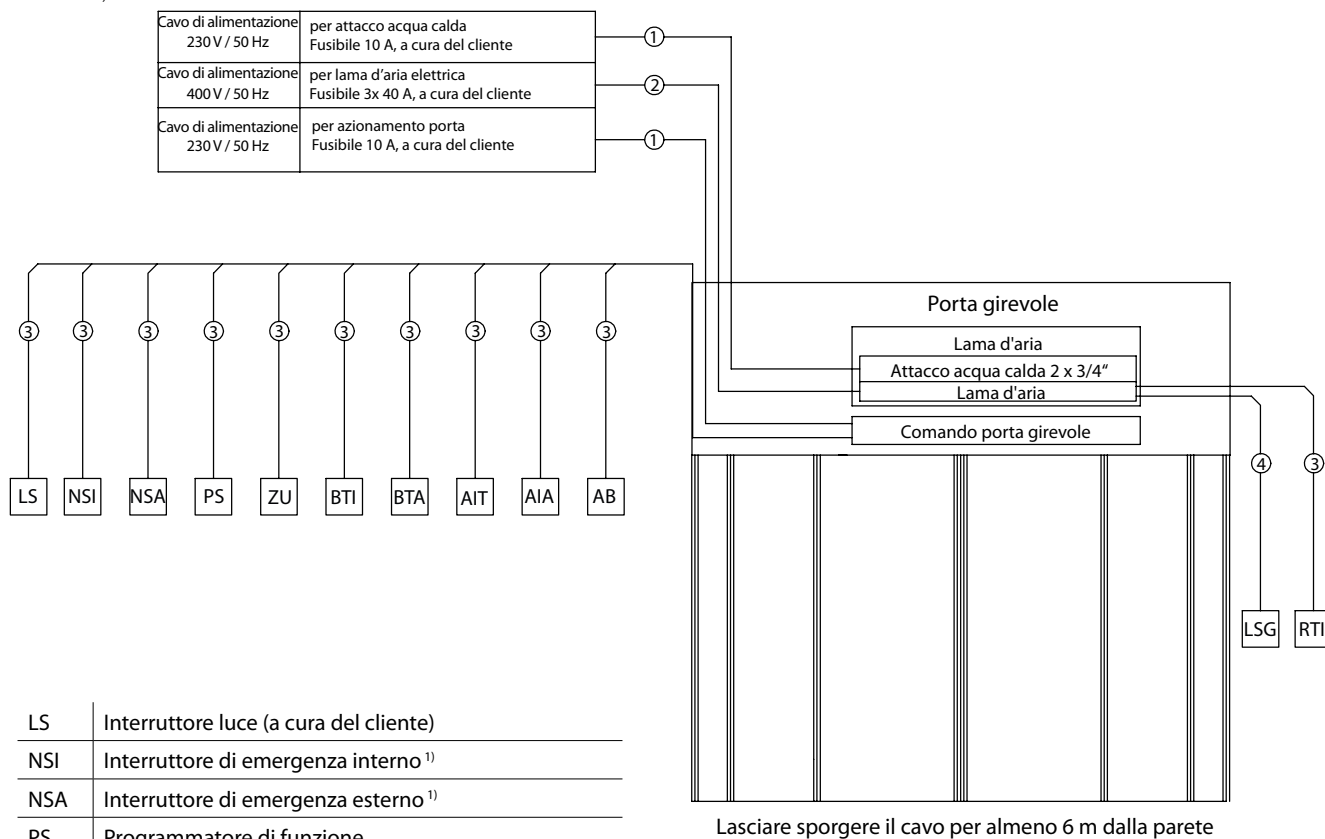 Cavo di alimentazione
230 V / 50 Hz
per attacco acqua calda
Fusibile 10 A, a cura del cliente
1
Cavo di alimentazione
400 V / 50 Hz
per lama d'aria elettrica
Fusibile 3x 40 A, a cura del cliente
2
Cavo di alimentazione
230 V / 50 Hz
per azionamento porta
Fusibile 10 A, a cura del cliente
1
Porta girevole
Lama d'aria
Attacco acqua calda 2 x 3/4“
Lama d'aria
Comando porta girevole
3 3 3 3 3 3 3 3 3 3
4 3
LS NSI NSA PS ZU BTI BTA AIT AIA AB
LSG RTI
LS Interruttore luce (a cura del cliente)
NSI Interruttore di emergenza interno 1)
NSA Interruttore di emergenza esterno 1)
PS Programmatore di funzione
Lasciare sporgere il cavo per almeno 6 m dalla parete